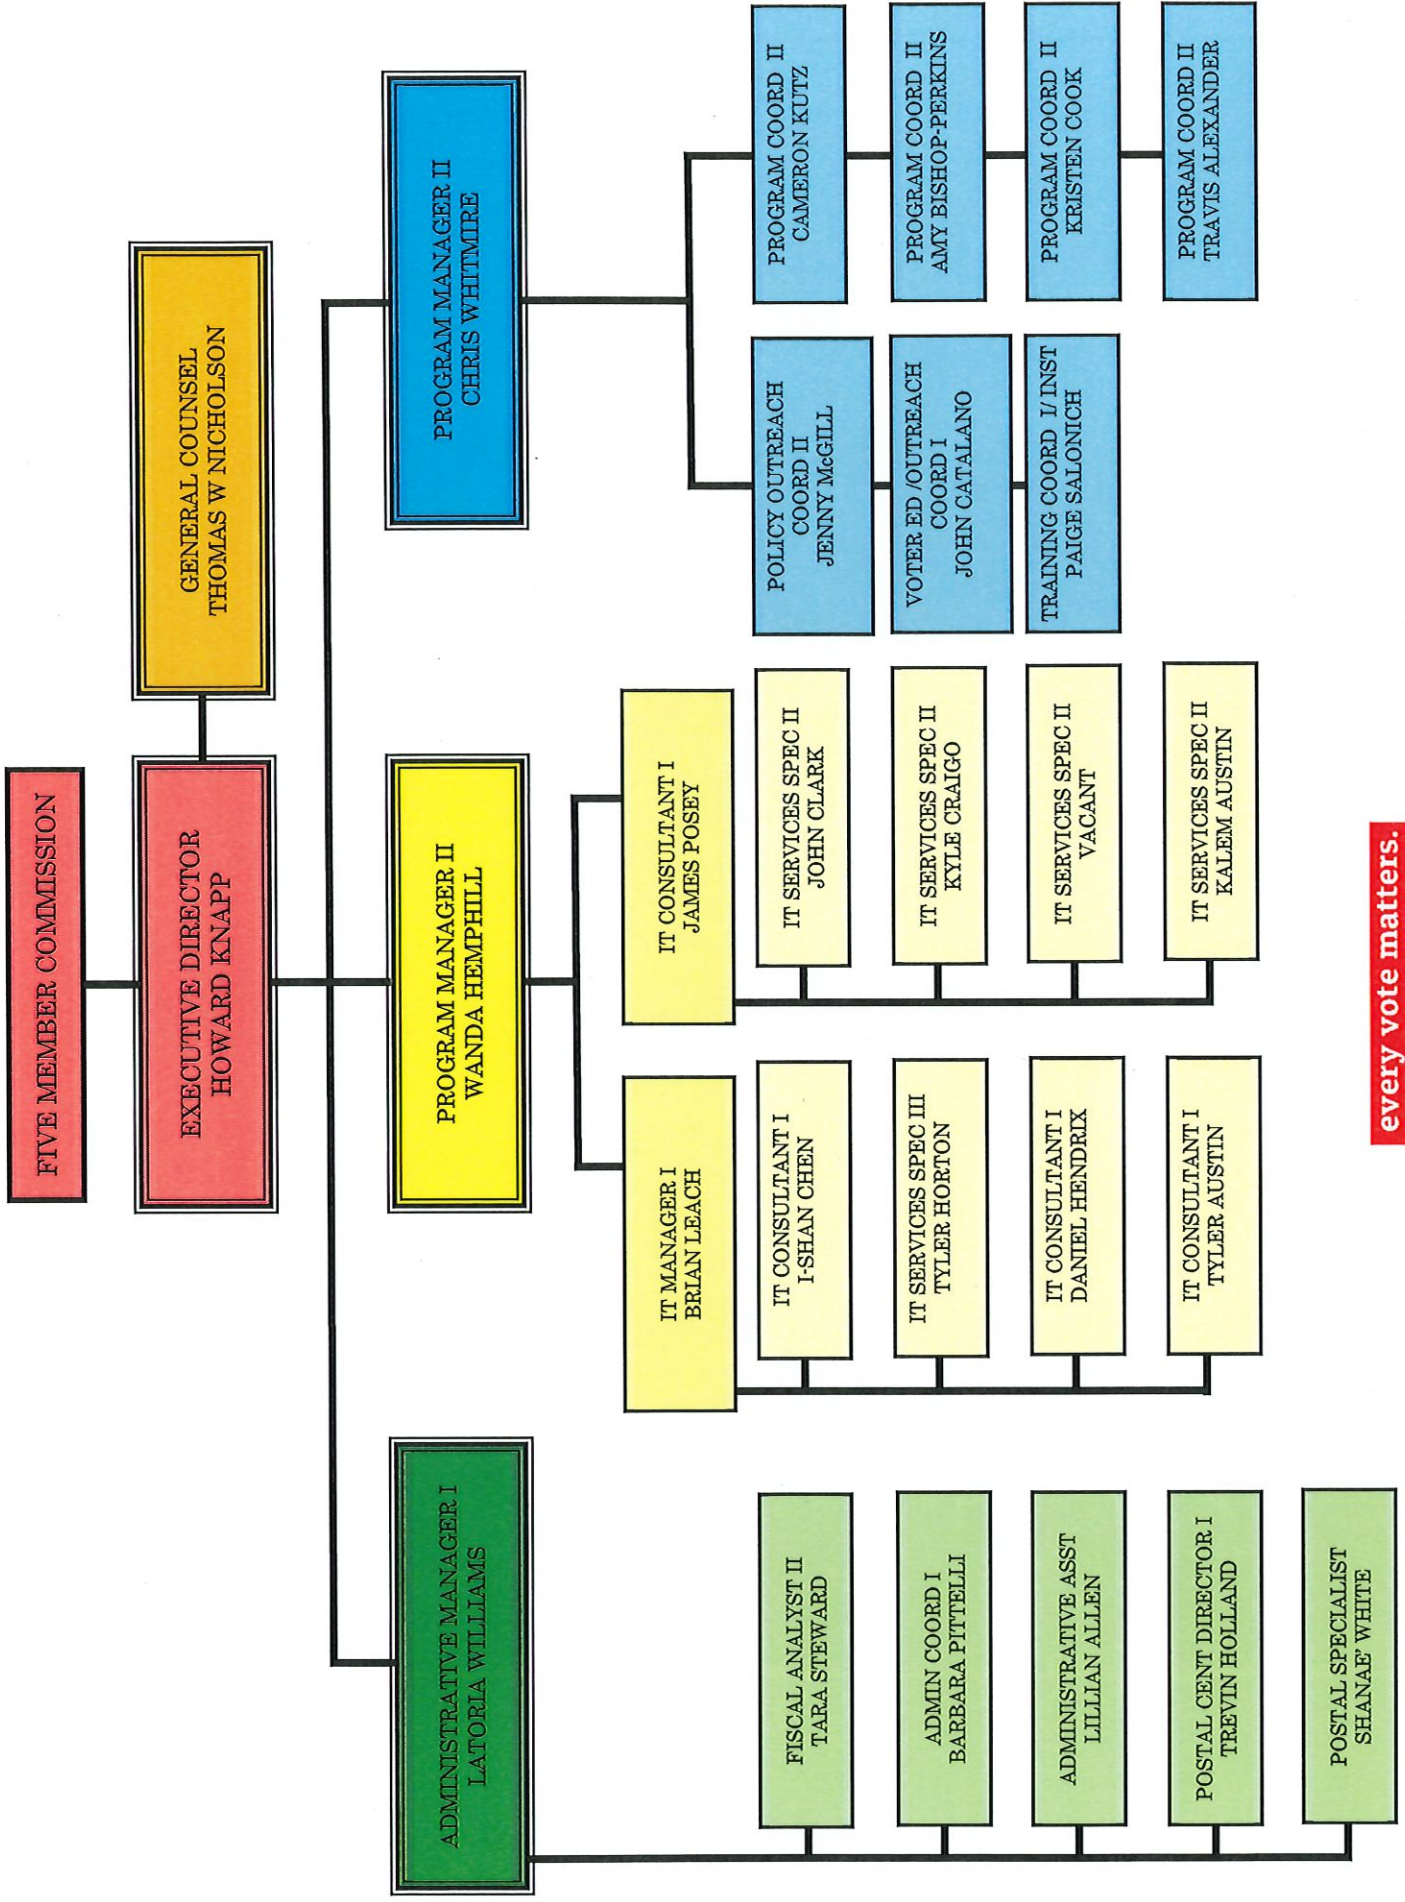 FIVE MEMBER COMMISSION
EXECUTIVE DIRECTOR
HOWARD KNAPP
GENERAL COUNSEL
THOMAS W NICHOLSON
ADMINISTRATIVE MANAGER I
LATORIA WILLIAMS
PROGRAM MANAGER II
WANDA HEMPHILL
PROGRAM MANAGER II
CHRIS WHITMIRE
FISCAL ANALYST II
TARA STEWARD
ADMIN COORD I
BARBARA PITTELLI
ADMINISTRATIVE ASST
LILLIAN ALLEN
POSTAL CENT DIRECTOR I
TREVIN HOLLAND
POSTAL SPECIALIST
SHANAE' WHITE
IT MANAGER I
BRIAN LEACH
IT CONSULTANT I
I-SHAN CHEN
IT SERVICES SPEC III
TYLER HORTON
IT CONSULTANT I
DANIEL HENDRIX
IT CONSULTANT I
TYLER AUSTIN
IT CONSULTANT I
JAMES POSEY
IT SERVICES SPEC II
JOHN CLARK
IT SERVICES SPEC II
KYLE CRAIGO
IT SERVICES SPEC II
VACANT
IT SERVICES SPEC II
KALEM AUSTIN
POLICY OUTREACH
COORD II
JENNY McGILL
VOTER ED /OUTREACH
COORD I
JOHN CATALANO
TRAINING COORD I/ INST
PAIGE SALONICH
PROGRAM COORD II
CAMERON KUTZ
PROGRAM COORD II
AMY BISHOP-PERKINS
PROGRAM COORD II
KRISTEN COOK
PROGRAM COORD II
TRAVIS ALEXANDER
every vote matters.